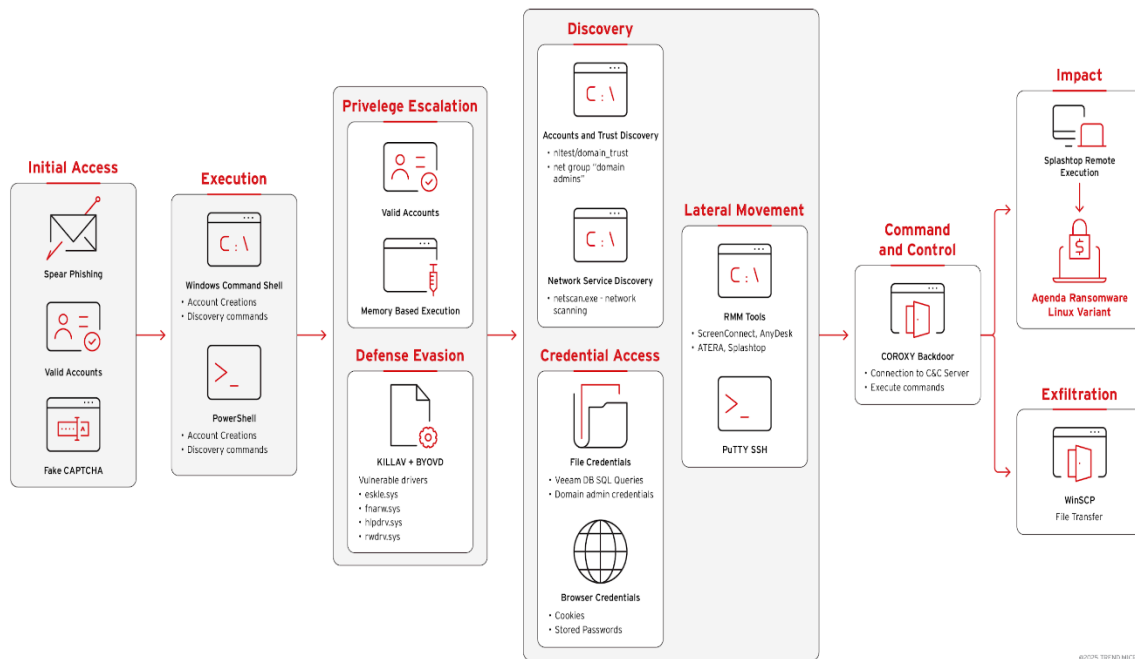 Initial Access
Spear Phishing
Valid Accounts
Fake CAPTCHA
Execution
C:\
Windows Command Shell
• Account Creations
• Discovery commands
>_
PowerShell
• Account Creations
• Discovery commands
Privelege Escalation
Valid Accounts
Memory Based Execution
Defense Evasion
KILLAV + BYOVD
Vulnerable drivers
• eskle.sys
• fnarw.sys
• hlpdrv.sys
• rwdrv.sys
Discovery
C:\
Accounts and Trust Discovery
• nltest/domain_trust
• net group "domain
admins"
C:\
Network Service Discovery
• netscan.exe - network
scanning
Credential Access
File Credentials
• Veeam DB SQL Queries
• Domain admin credentials
Browser Credentials
• Cookies
• Stored Passwords
Lateral Movement
C:\
RMM Tools
• ScreenConnect, AnyDesk
• ATERA, Splashtop
>_
PuTTY SSH
Command
and Control
COROXY Backdoor
• Connection to C&C Server
• Execute commands
Impact
Splashtop Remote
Execution
$
Agenda Ransomware
Linux Variant
Exfiltration
WinSCP
File Transfer
©2025 TREND MICR